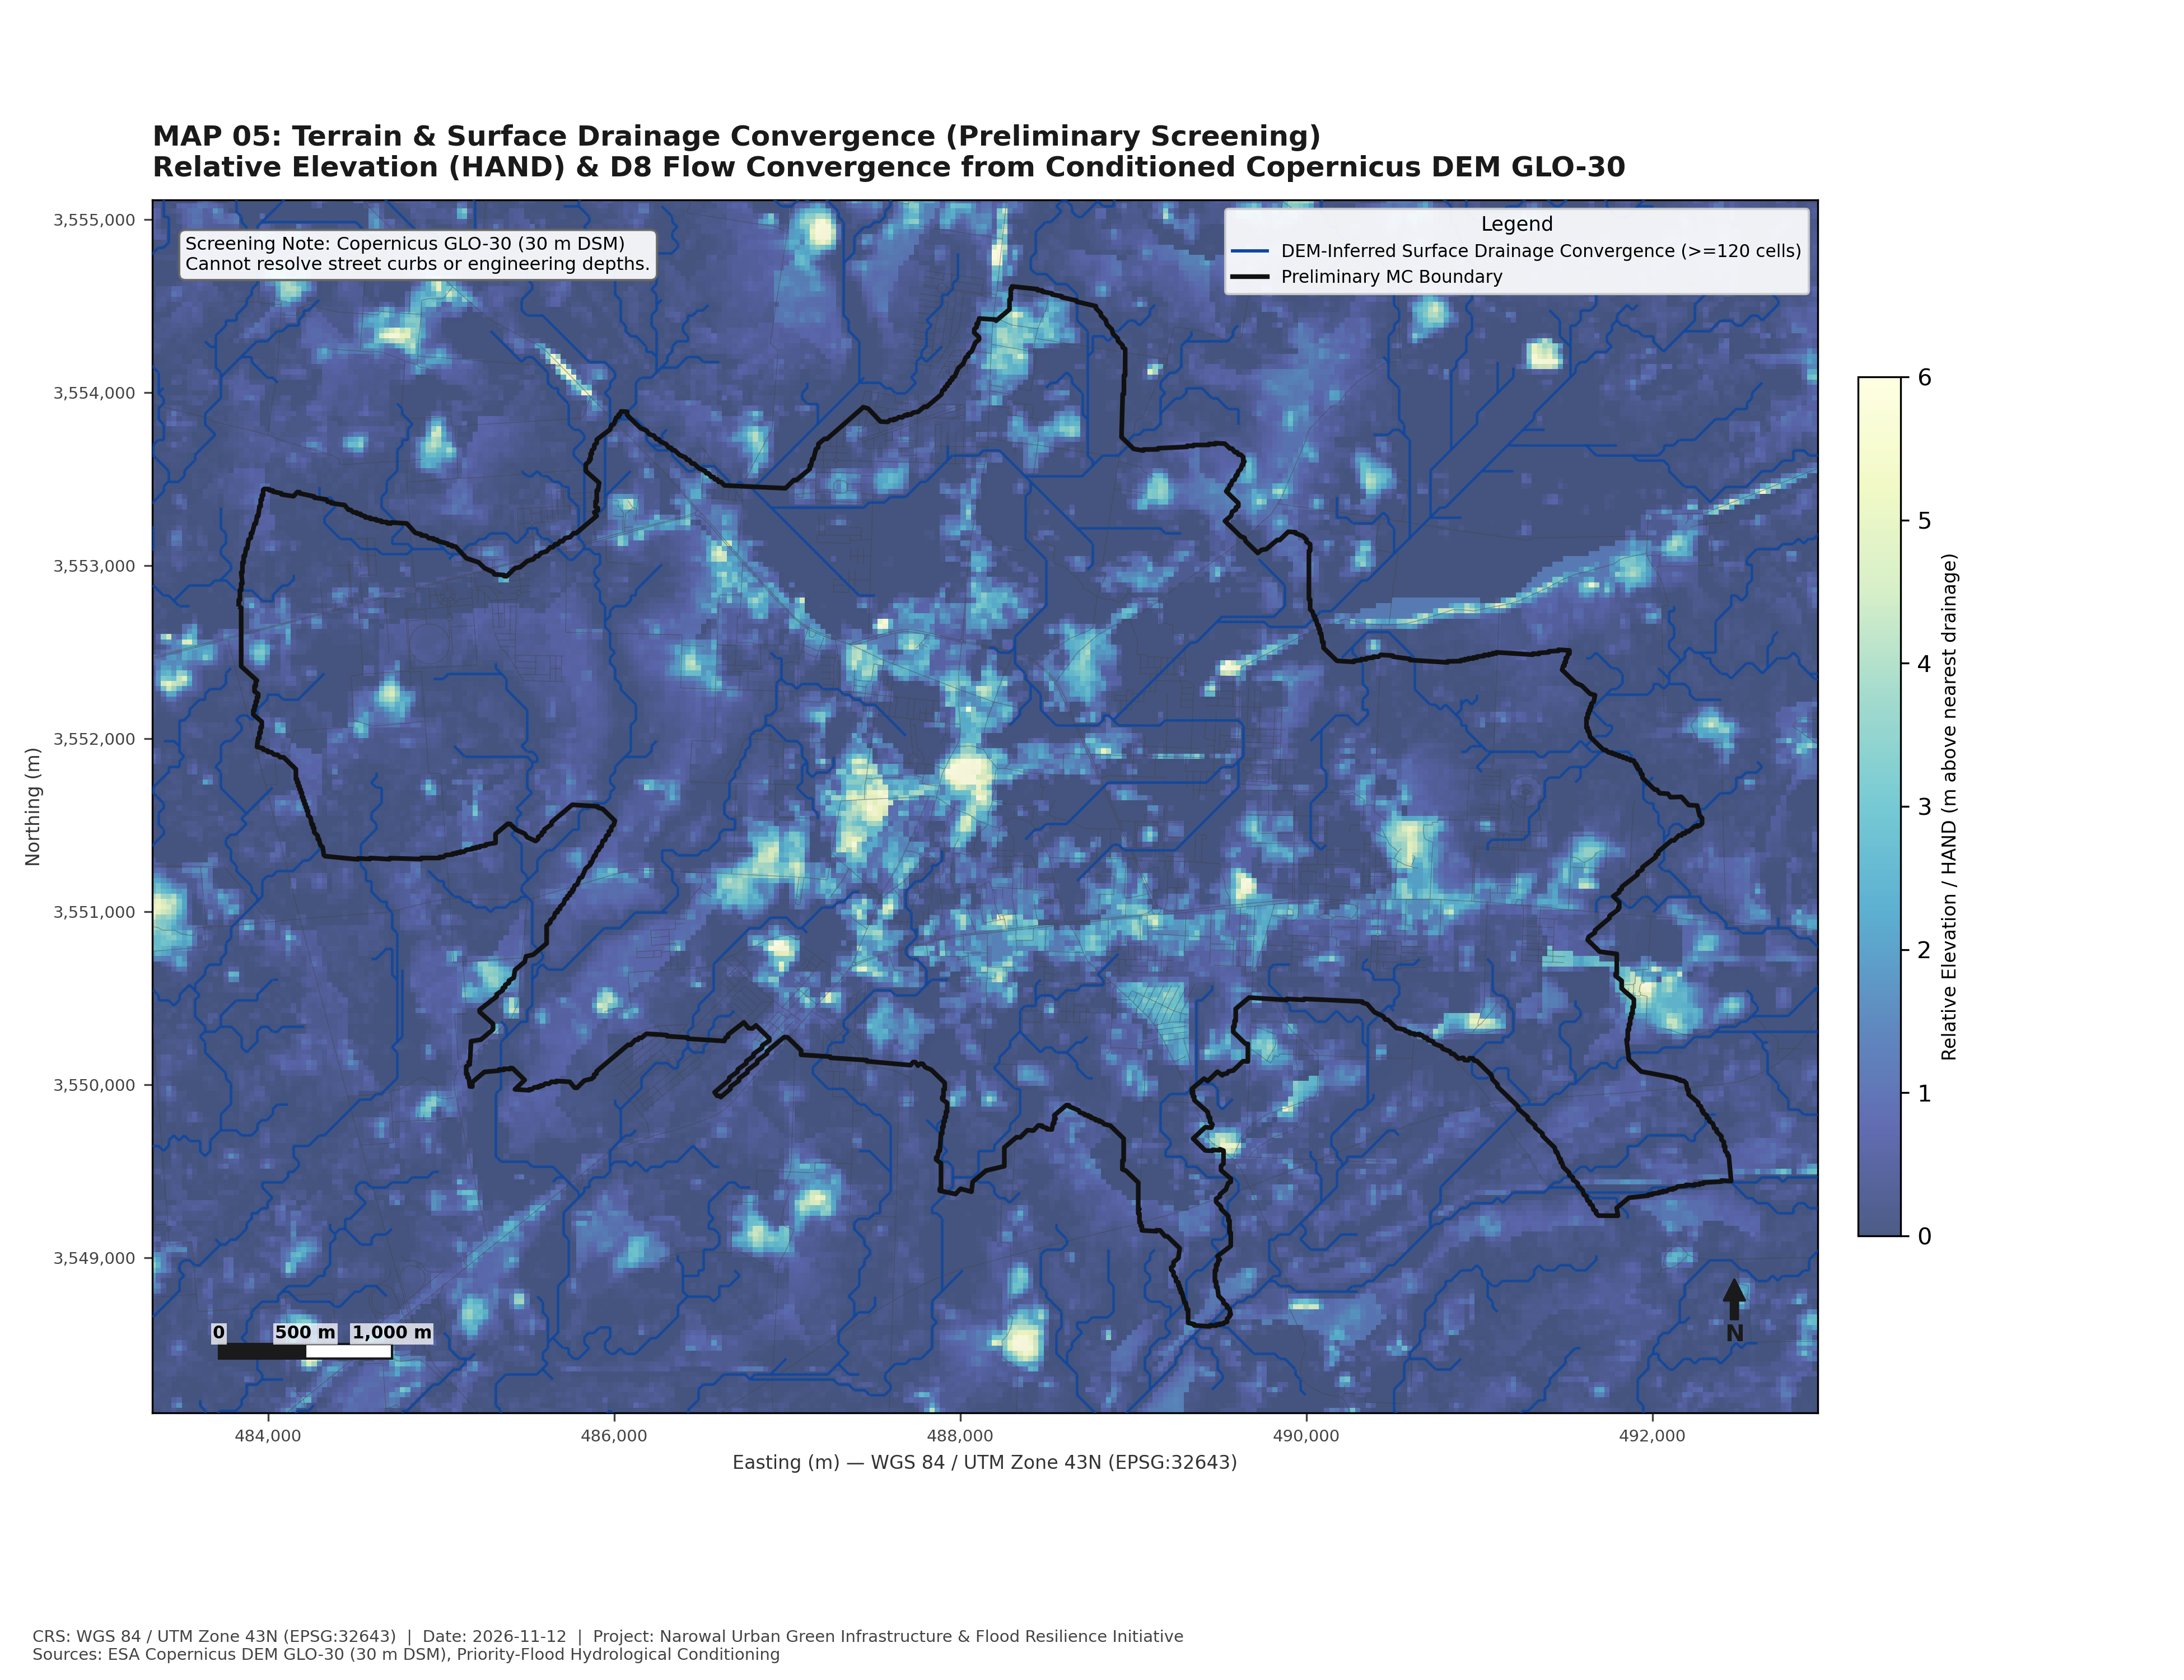 MAP 05: Terrain & Surface Drainage Convergence (Preliminary Screening)
Relative Elevation (HAND) & D8 Flow Convergence from Conditioned Copernicus DEM GLO-30
Screening Note: Copernicus GLO-30 (30 m DSM)
Cannot resolve street curbs or engineering depths.
Legend
DEM-Inferred Surface Drainage Convergence (>=120 cells)
Preliminary MC Boundary
3,555,000
3,554,000
3,553,000
3,552,000
3,551,000
3,550,000
3,549,000
Northing (m)
6
5
4
3
2
1
0
Relative Elevation / HAND (m above nearest drainage)
0 500 m 1,000 m
N
484,000 486,000 488,000 490,000 492,000
Easting (m) — WGS 84 / UTM Zone 43N (EPSG:32643)
CRS: WGS 84 / UTM Zone 43N (EPSG:32643) | Date: 2026-11-12 | Project: Narowal Urban Green Infrastructure & Flood Resilience Initiative
Sources: ESA Copernicus DEM GLO-30 (30 m DSM), Priority-Flood Hydrological Conditioning